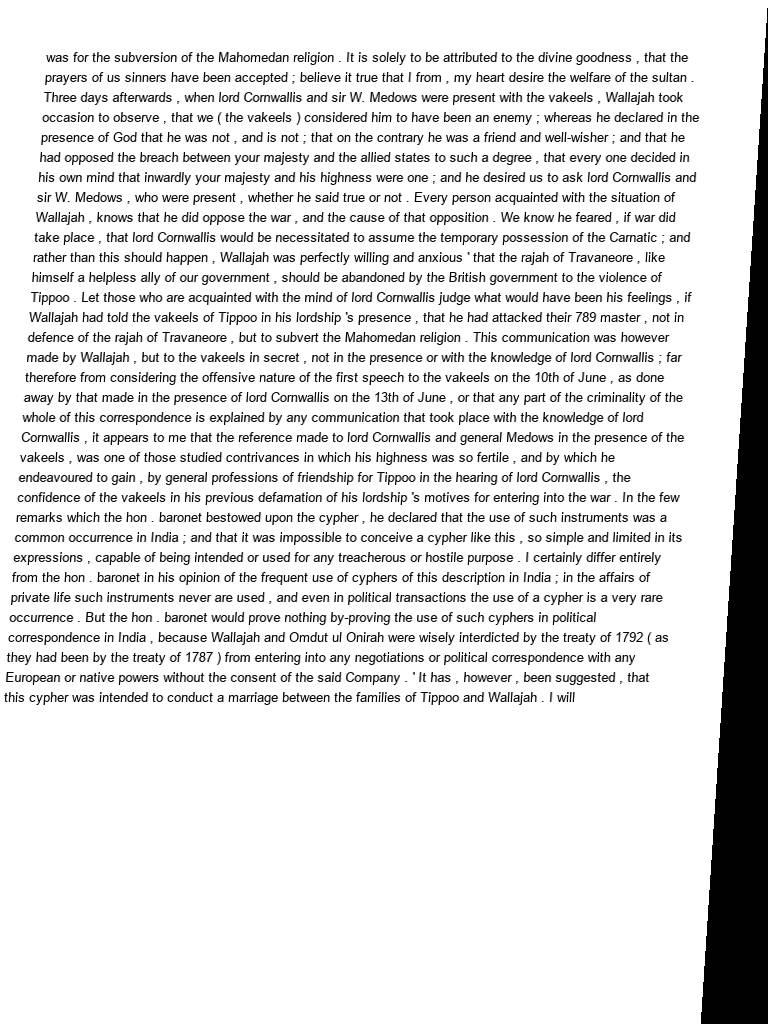 was for the subversion of the Mahomedan religion . It is solely to be attributed to the divine goodness , that the
prayers of us sinners have been accepted ; believe it true that I from , my heart desire the welfare of the sultan .
Three days afterwards , when lord Cornwallis and sir W. Medows were present with the vakeels , Wallajah took
occasion to observe , that we ( the vakeels ) considered him to have been an enemy ; whereas he declared in the
presence of God that he was not , and is not ; that on the contrary he was a friend and well-wisher ; and that he
had opposed the breach between your majesty and the allied states to such a degree , that every one decided in
his own mind that inwardly your majesty and his highness were one ; and he desired us to ask lord Cornwallis and
sir W. Medows , who were present , whether he said true or not . Every person acquainted with the situation of
Wallajah , knows that he did oppose the war , and the cause of that opposition . We know he feared , if war did
take place , that lord Cornwallis would be necessitated to assume the temporary possession of the Carnatic ; and
rather than this should happen , Wallajah was perfectly willing and anxious ' that the rajah of Travaneore , like
himself a helpless ally of our government , should be abandoned by the British government to the violence of
Tippoo . Let those who are acquainted with the mind of lord Cornwallis judge what would have been his feelings , if
Wallajah had told the vakeels of Tippoo in his lordship 's presence , that he had attacked their 789 master , not in
defence of the rajah of Travaneore , but to subvert the Mahomedan religion . This communication was however
made by Wallajah , but to the vakeels in secret , not in the presence or with the knowledge of lord Cornwallis ; far
therefore from considering the offensive nature of the first speech to the vakeels on the 10th of June , as done
away by that made in the presence of lord Cornwallis on the 13th of June , or that any part of the criminality of the
whole of this correspondence is explained by any communication that took place with the knowledge of lord
Cornwallis , it appears to me that the reference made to lord Cornwallis and general Medows in the presence of the
vakeels , was one of those studied contrivances in which his highness was so fertile , and by which he
endeavoured to gain , by general professions of friendship for Tippoo in the hearing of lord Cornwallis , the
confidence of the vakeels in his previous defamation of his lordship 's motives for entering into the war . In the few
remarks which the hon . baronet bestowed upon the cypher , he declared that the use of such instruments was a
common occurrence in India ; and that it was impossible to conceive a cypher like this , so simple and limited in its
expressions , capable of being intended or used for any treacherous or hostile purpose . I certainly differ entirely
from the hon . baronet in his opinion of the frequent use of cyphers of this description in India ; in the affairs of
private life such instruments never are used , and even in political transactions the use of a cypher is a very rare
occurrence . But the hon . baronet would prove nothing by-proving the use of such cyphers in political
correspondence in India , because Wallajah and Omdut ul Onirah were wisely interdicted by the treaty of 1792 ( as
they had been by the treaty of 1787 ) from entering into any negotiations or political correspondence with any
European or native powers without the consent of the said Company . ' It has , however , been suggested , that
this cypher was intended to conduct a marriage between the families of Tippoo and Wallajah . I will